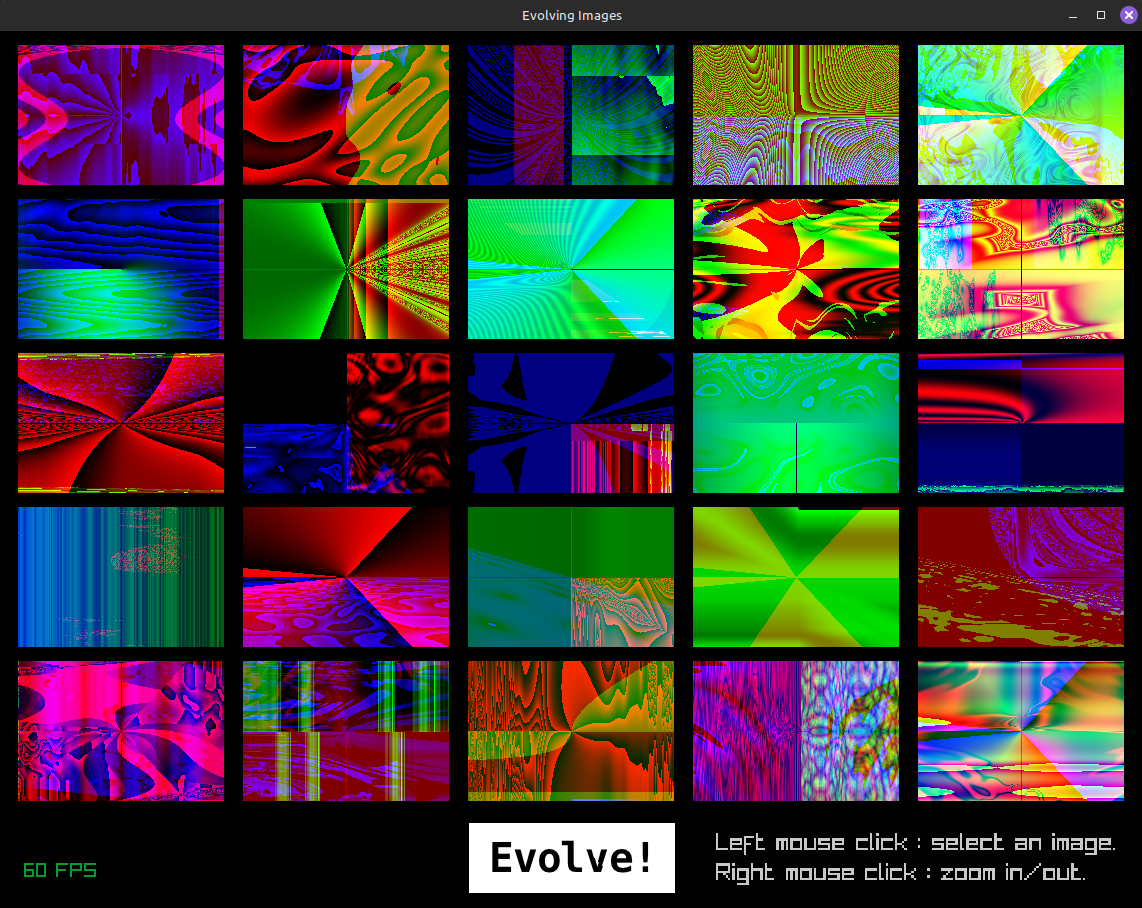 Evolving Images
60 FPS
Evolve!
Left mouse click : select an image.
Right mouse click : zoom in/out.